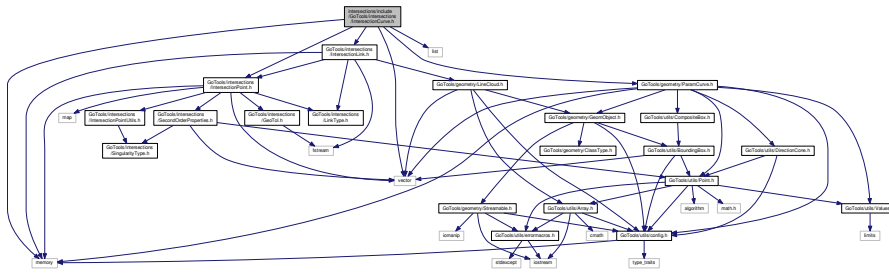 intersections/include
/GoTools/intersections
/IntersectionCurve.h
GoTools/intersections
/IntersectionLink.h
list
GoTools/intersections
/IntersectionPoint.h
GoTools/geometry/LineCloud.h
GoTools/geometry/ParamCurve.h
map
GoTools/intersections
/IntersectionPointUtils.h
GoTools/intersections
/SecondOrderProperties.h
GoTools/intersections
/GeoTol.h
GoTools/intersections
/LinkType.h
GoTools/geometry/GeomObject.h
GoTools/utils/CompositeBox.h
GoTools/intersections
/SingularityType.h
fstream
GoTools/geometry/ClassType.h
GoTools/utils/BoundingBox.h
GoTools/utils/DirectionCone.h
vector
GoTools/utils/Point.h
GoTools/geometry/Streamable.h
GoTools/utils/Array.h
algorithm
math.h
GoTools/utils/Values.h
iomanip
GoTools/utils/errormacros.h
cmath
GoTools/utils/config.h
limits
memory
stdexcept
iostream
type_traits